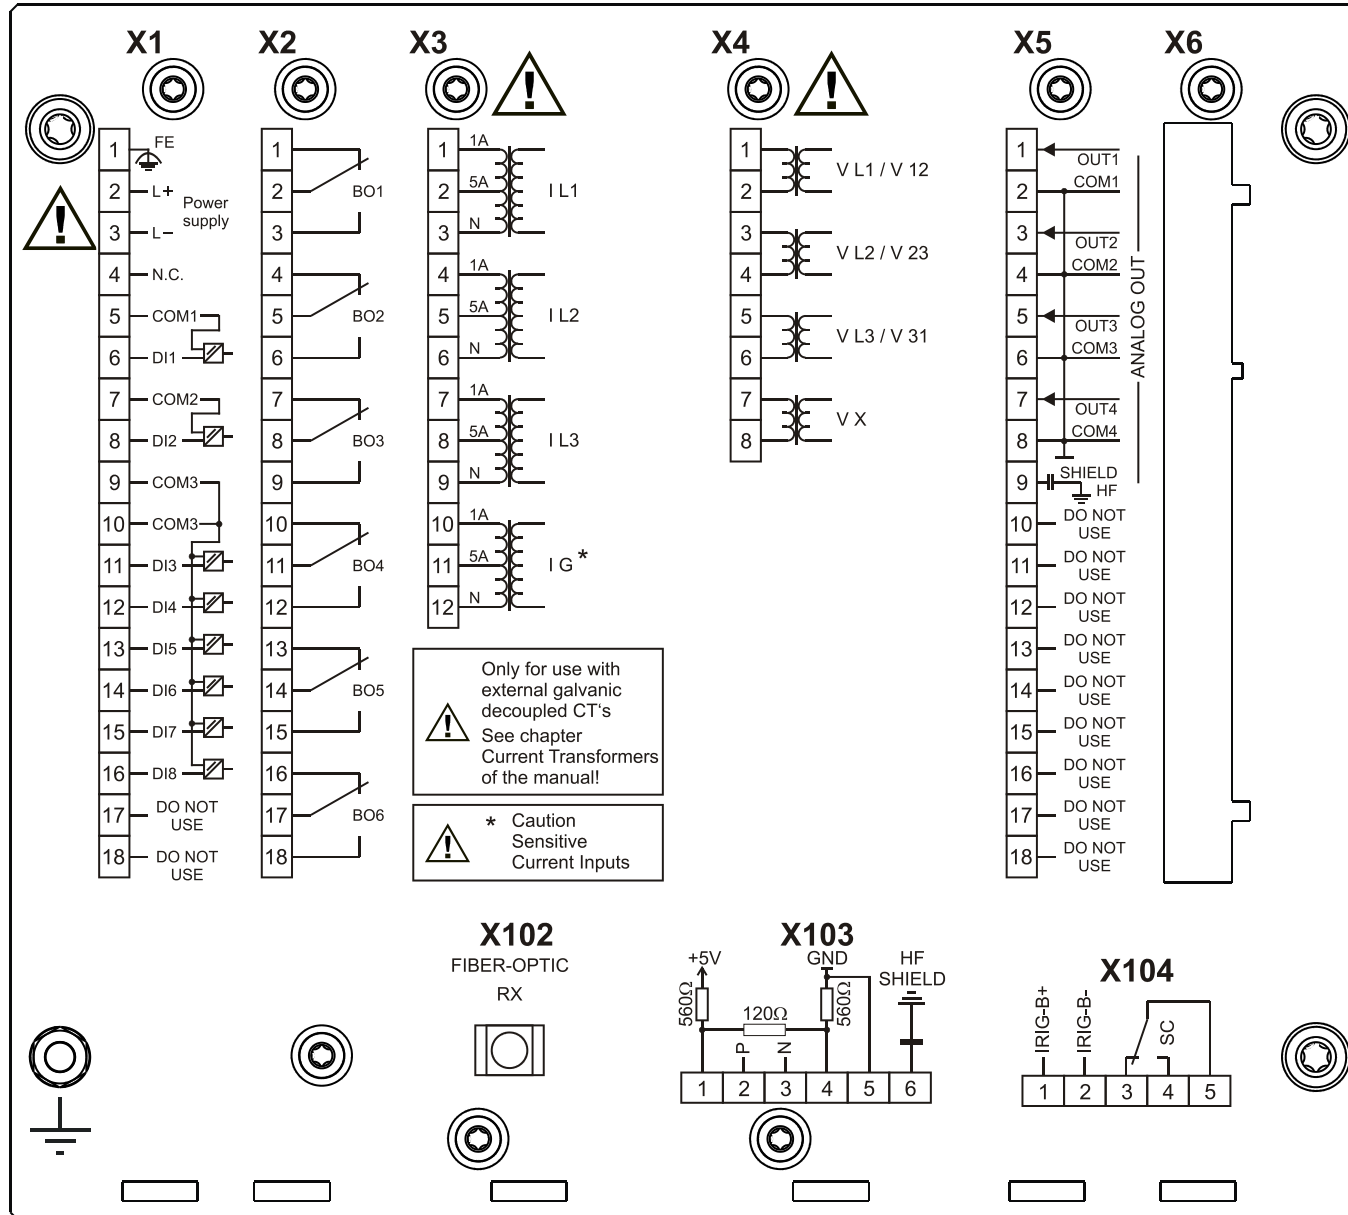 X1
1 FE
2 L+
Power
supply
3 L−
4 N.C.
5 COM1
6 DI1
7 COM2
8 DI2
9 COM3
10 COM3
11 DI3
12 DI4
13 DI5
14 DI6
15 DI7
16 DI8
17 DO NOT
USE
18 DO NOT
USE
X2
1
2 BO1
3
4
5 BO2
6
7
8 BO3
9
10
11 BO4
12
13
14 BO5
15
16
17 BO6
18
X3
!
1 1A
2 5A I L1
3 N
4 1A
5 5A I L2
6 N
7 1A
8 5A I L3
9 N
10 1A
11 5A I G *
12 N
!
Only for use with
external galvanic
decoupled CT‘s
See chapter
Current Transformers
of the manual!
!
* Caution
Sensitive
Current Inputs
X4
!
1
V L1 / V 12
2
3
V L2 / V 23
4
5
V L3 / V 31
6
7
V X
8
X5
1 OUT1
2 COM1
3 OUT2
4 COM2
5 OUT3
6 COM3
7 OUT4
8 COM4
ANALOG OUT
9 SHIELD
HF
10 DO NOT
USE
11 DO NOT
USE
12 DO NOT
USE
13 DO NOT
USE
14 DO NOT
USE
15 DO NOT
USE
16 DO NOT
USE
17 DO NOT
USE
18 DO NOT
USE
X6
!
X102
FIBER-OPTIC
RX
X103
+5V GND HF
SHIELD
560Ω 120Ω 560Ω
P N
1 2 3 4 5 6
X104
IRIG-B+ IRIG-B- SC
1 2 3 4 5